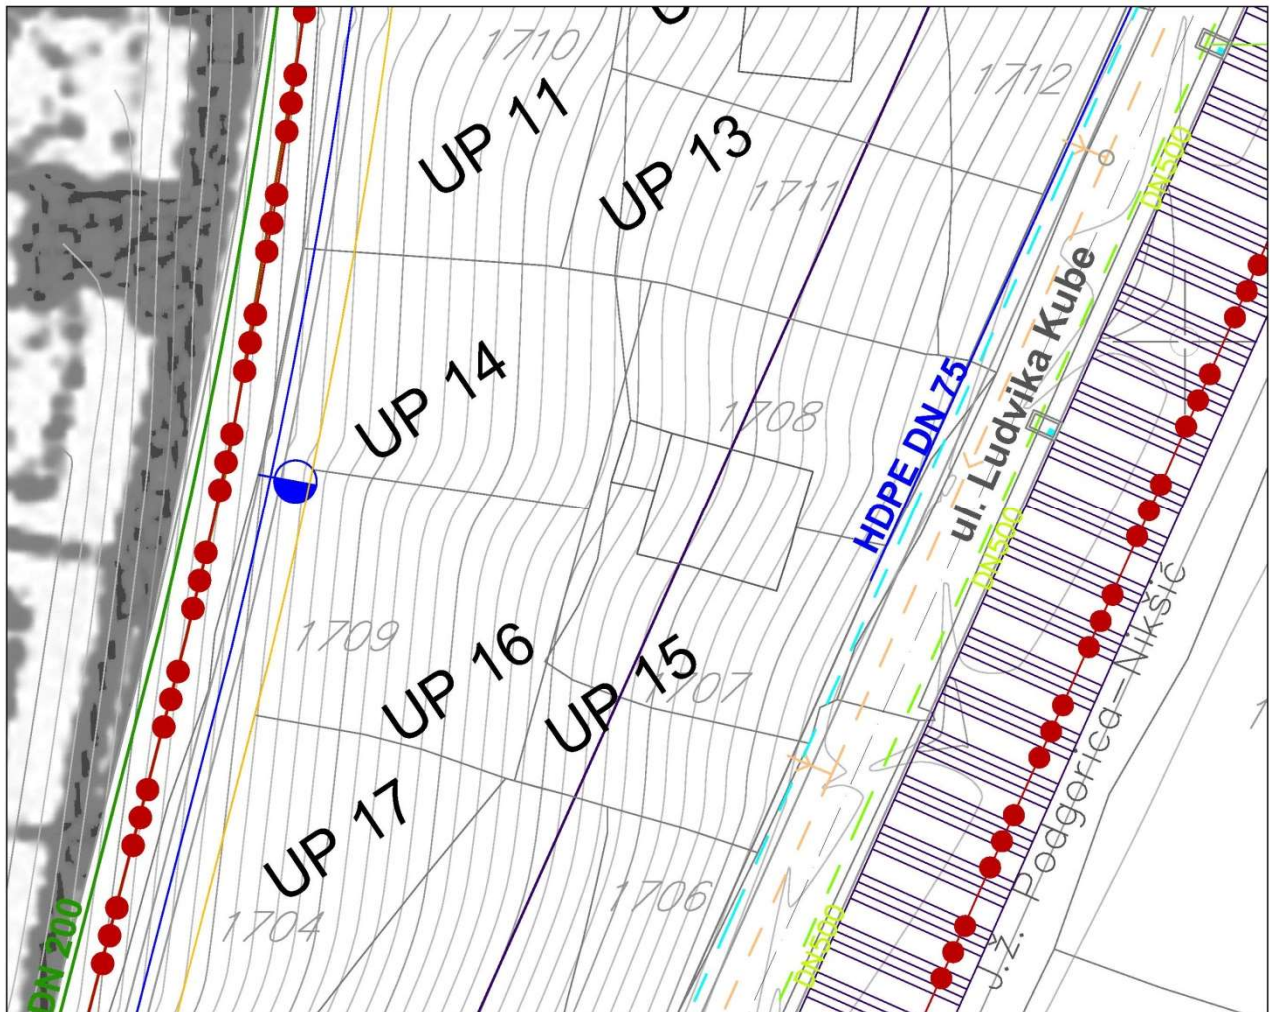 1710
1712
UP 11
UP 13
DN500
1711
ul. Ludvika Kube
UP 14
HDPE DN 75
1708
DN500
1709
UP 16
UP 15
1707
J.Ž. Podgorica-Nikšić
UP 17
1706
1704
DN 200
DN500